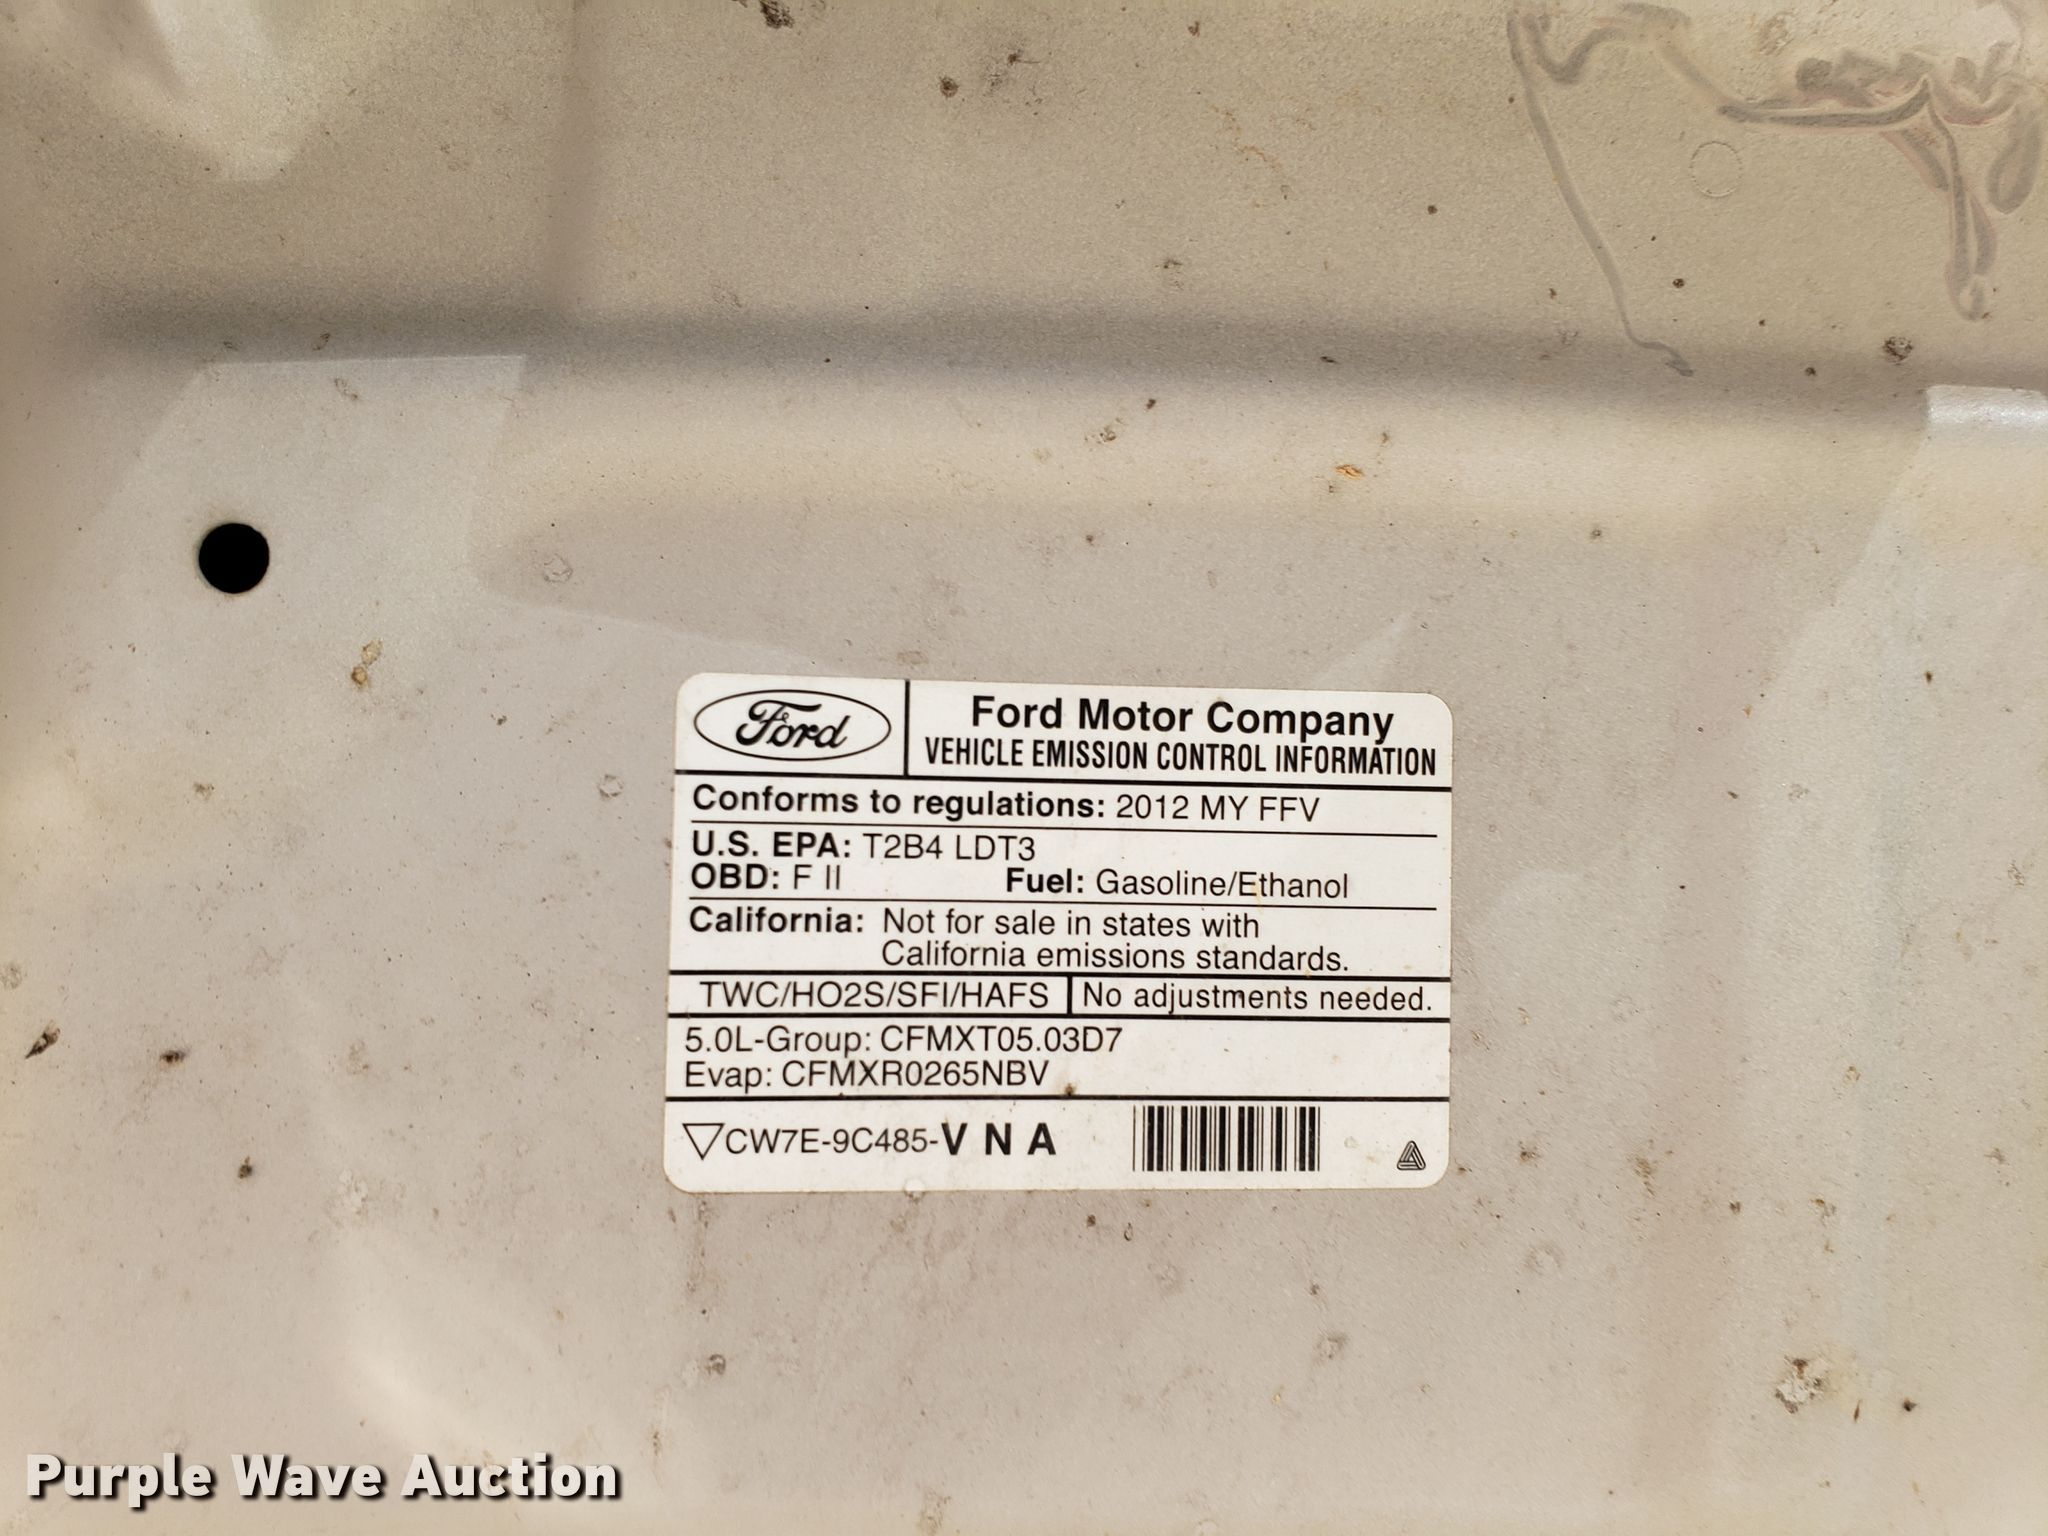 Ford
Ford Motor Company
VEHICLE EMISSION CONTROL INFORMATION
Conforms to regulations: 2012 MY FFV
U.S. EPA: T2B4 LDT3
OBD: F II Fuel: Gasoline/Ethanol
California: Not for sale in states with
California emissions standards.
TWC/HO2S/SFI/HAFS No adjustments needed.
5.0L-Group: CFMXT05.03D7
Evap: CFMXR0265NBV
CW7E-9C485-V N A
Purple Wave Auction